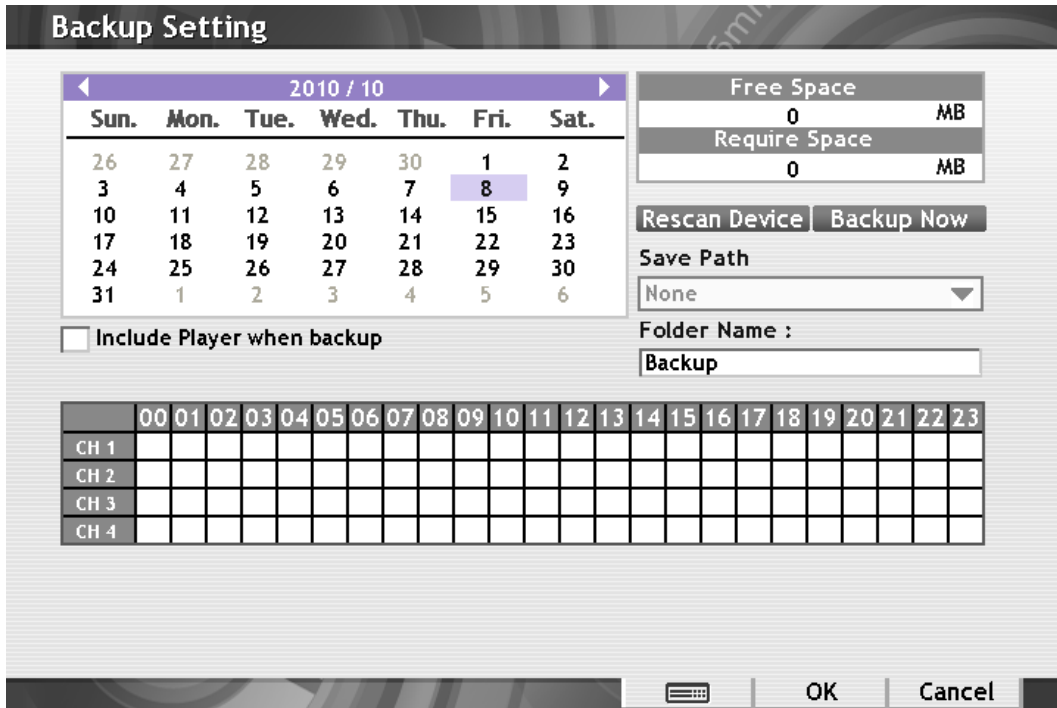 Backup Setting
5mm
2010 / 10
Sun. Mon. Tue. Wed. Thu. Fri. Sat.
26 27 28 29 30 1 2
3 4 5 6 7 8 9
10 11 12 13 14 15 16
17 18 19 20 21 22 23
24 25 26 27 28 29 30
31 1 2 3 4 5 6
Include Player when backup
Free Space
0 MB
Require Space
0 MB
Rescan Device Backup Now
Save Path
None
Folder Name :
Backup
00 01 02 03 04 05 06 07 08 09 10 11 12 13 14 15 16 17 18 19 20 21 22 23
CH 1
CH 2
CH 3
CH 4
OK Cancel